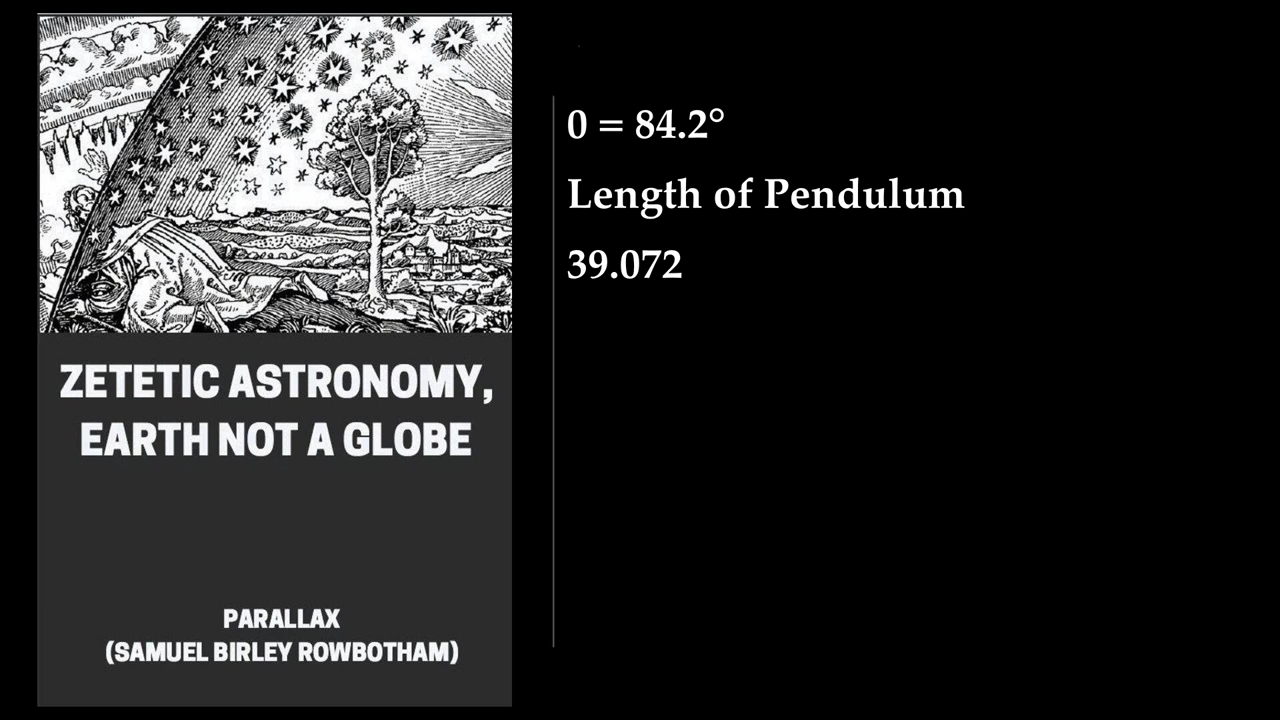 ZETETIC ASTRONOMY,
EARTH NOT A GLOBE
PARALLAX
(SAMUEL BIRLEY ROWBOTHAM)
0 = 84.2°
Length of Pendulum
39.072